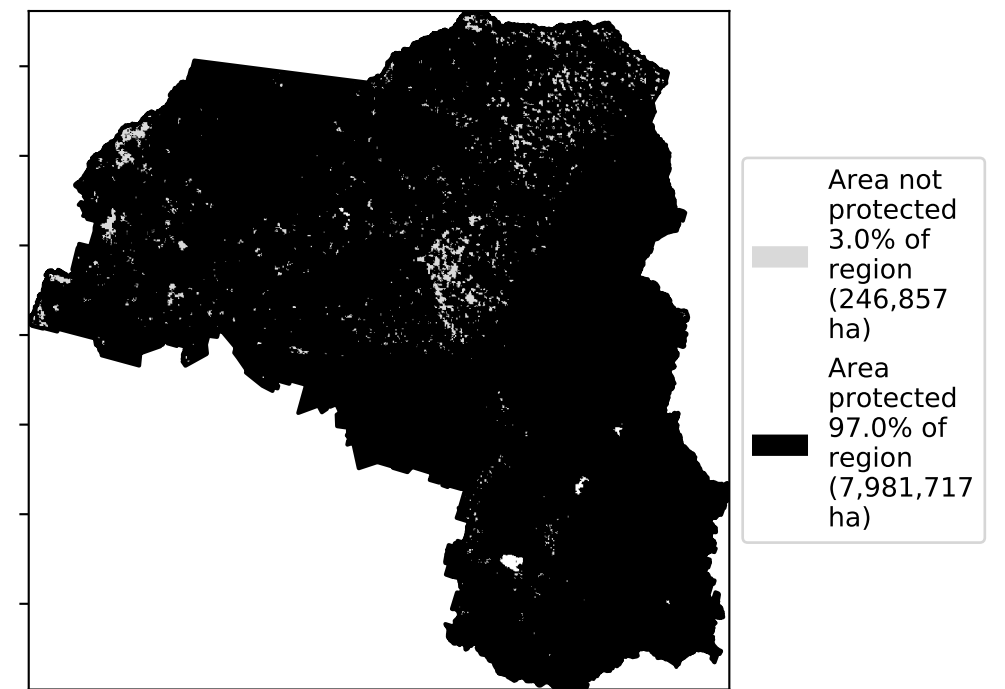 Area not
protected
3.0% of
region
(246,857
ha)
Area
protected
97.0% of
region
(7,981,717
ha)